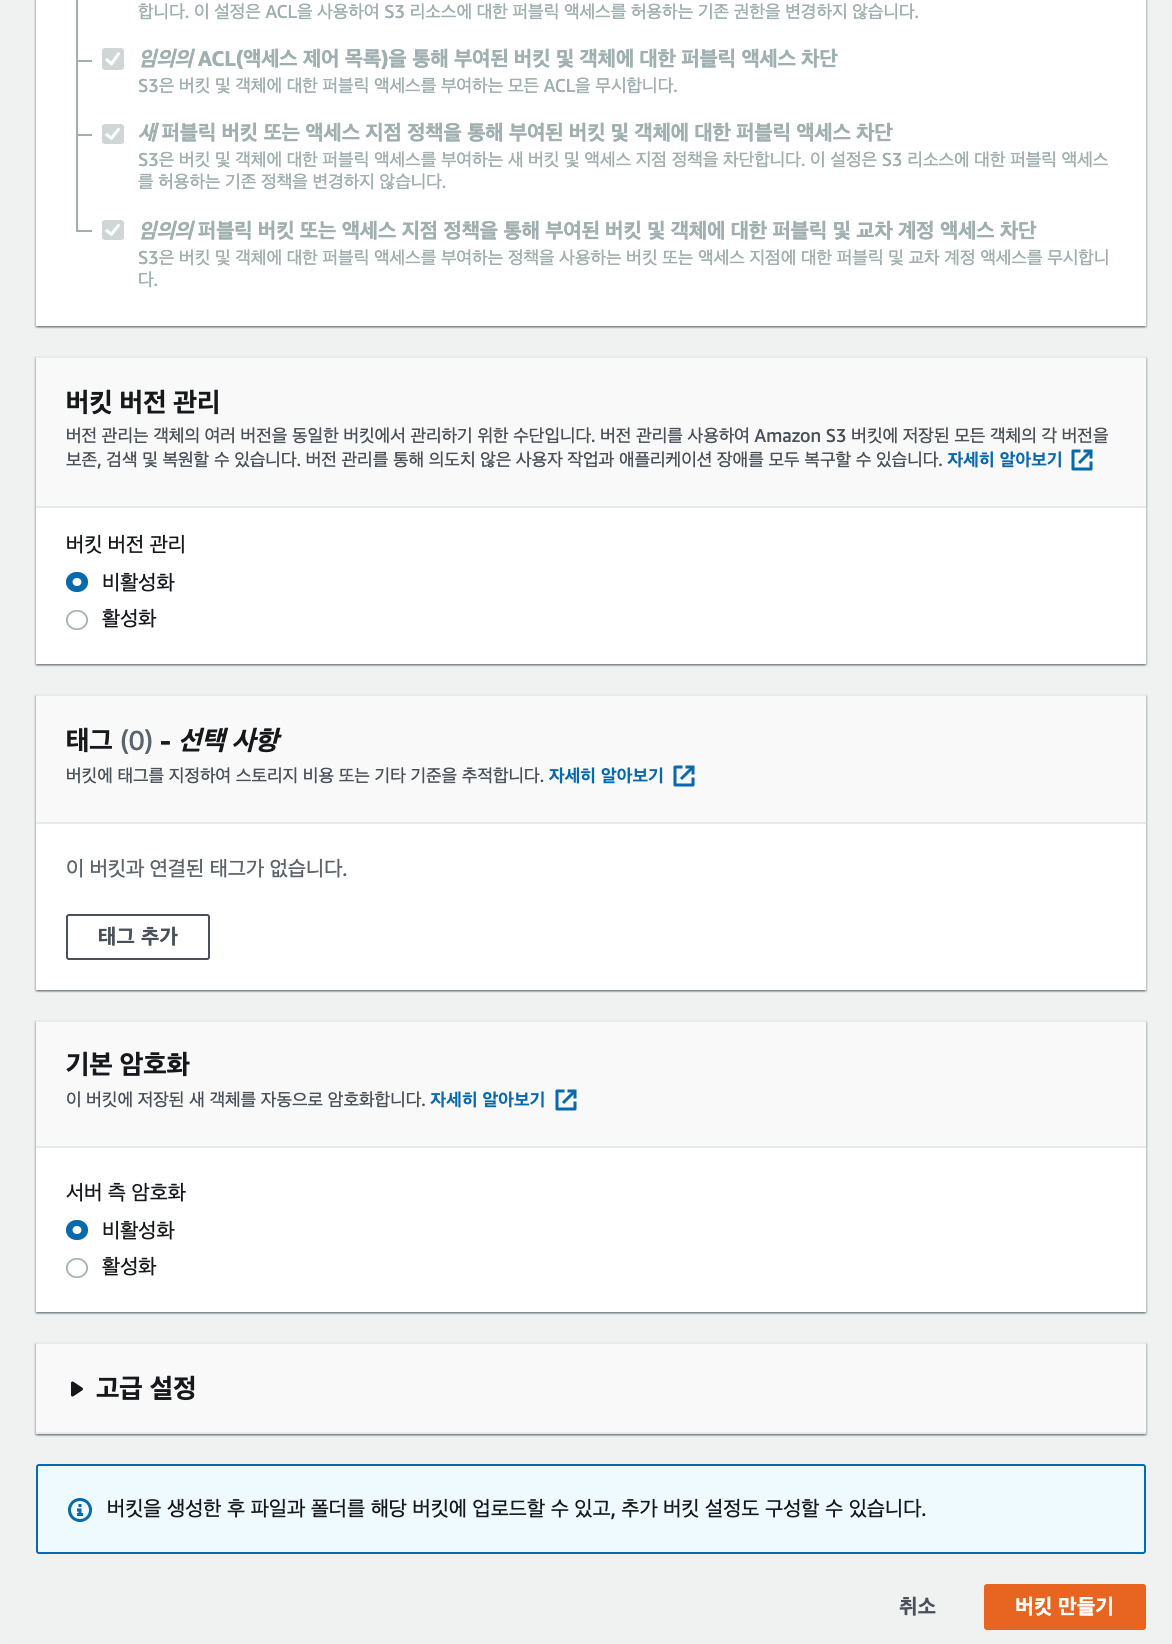 합니다. 이 설정은 ACL을 사용하여 S3 리소스에 대한 퍼블릭 액세스를 허용하는 기존 권한을 변경하지 않습니다.
임의의 ACL(액세스 제어 목록)을 통해 부여된 버킷 및 객체에 대한 퍼블릭 액세스 차단
S3은 버킷 및 객체에 대한 퍼블릭 액세스를 부여하는 모든 ACL을 무시합니다.
새 퍼블릭 버킷 또는 액세스 지점 정책을 통해 부여된 버킷 및 객체에 대한 퍼블릭 액세스 차단
S3은 버킷 및 객체에 대한 퍼블릭 액세스를 부여하는 새 버킷 및 액세스 지점 정책을 차단합니다. 이 설정은 S3 리소스에 대한 퍼블릭 액세스
를 허용하는 기존 정책을 변경하지 않습니다.
임의의 퍼블릭 버킷 또는 액세스 지점 정책을 통해 부여된 버킷 및 객체에 대한 퍼블릭 및 교차 계정 액세스 차단
S3은 버킷 및 객체에 대한 퍼블릭 액세스를 부여하는 정책을 사용하는 버킷 또는 액세스 지점에 대한 퍼블릭 및 교차 계정 액세스를 무시합니
다.
버킷 버전 관리
버전 관리는 객체의 여러 버전을 동일한 버킷에서 관리하기 위한 수단입니다. 버전 관리를 사용하여 Amazon S3 버킷에 저장된 모든 객체의 각 버전을
보존, 검색 및 복원할 수 있습니다. 버전 관리를 통해 의도치 않은 사용자 작업과 애플리케이션 장애를 모두 복구할 수 있습니다. 자세히 알아보기
버킷 버전 관리
비활성화
활성화
태그 (0) - 선택 사항
버킷에 태그를 지정하여 스토리지 비용 또는 기타 기준을 추적합니다. 자세히 알아보기
이 버킷과 연결된 태그가 없습니다.
태그 추가
기본 암호화
이 버킷에 저장된 새 객체를 자동으로 암호화합니다. 자세히 알아보기
서버 측 암호화
비활성화
활성화
고급 설정
버킷을 생성한 후 파일과 폴더를 해당 버킷에 업로드할 수 있고, 추가 버킷 설정도 구성할 수 있습니다.
취소
버킷 만들기